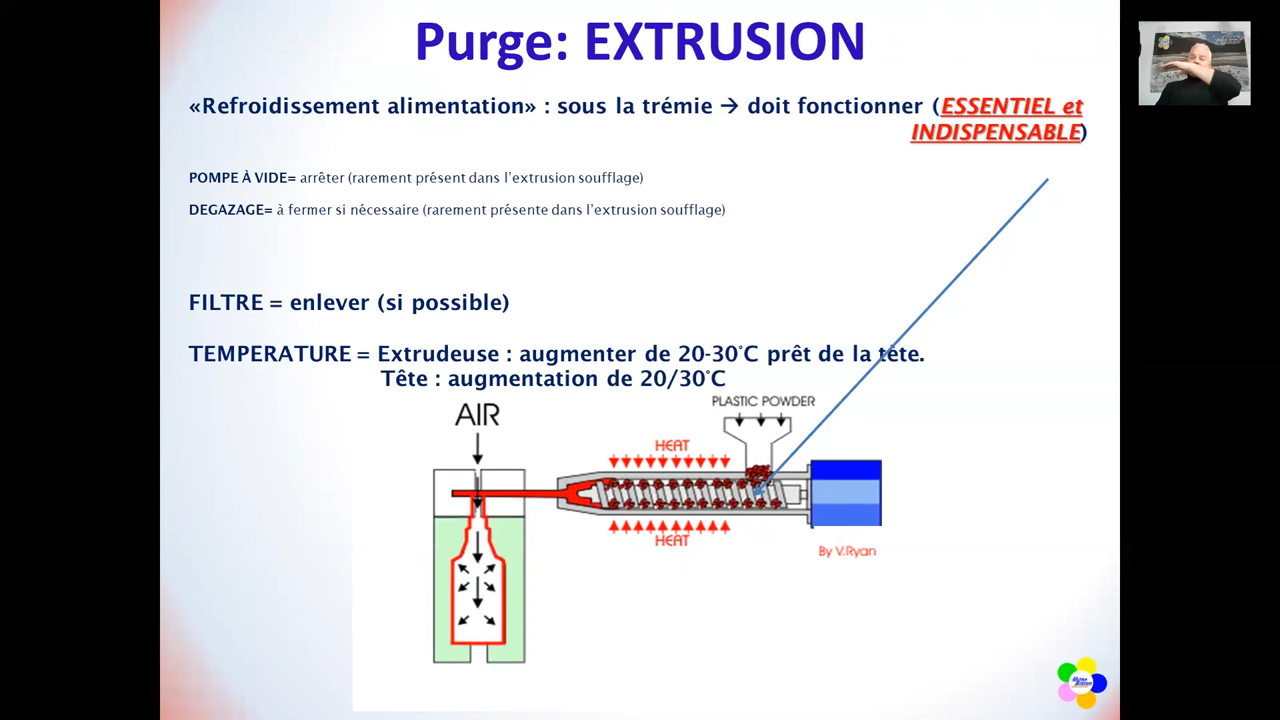 Purge: EXTRUSION
«Refroidissement alimentation» : sous la trémie → doit fonctionner (ESSENTIEL et
INDISPENSABLE)
POMPE À VIDE= arrêter (rarement présent dans l'extrusion soufflage)
DEGAZAGE= à fermer si nécessaire (rarement présente dans l'extrusion soufflage)
FILTRE = enlever (si possible)
TEMPERATURE = Extrudeuse : augmenter de 20-30°C prêt de la tête.
Tête : augmentation de 20/30°C
PLASTIC POWDER
AIR
HEAT
HEAT
By V.Ryan